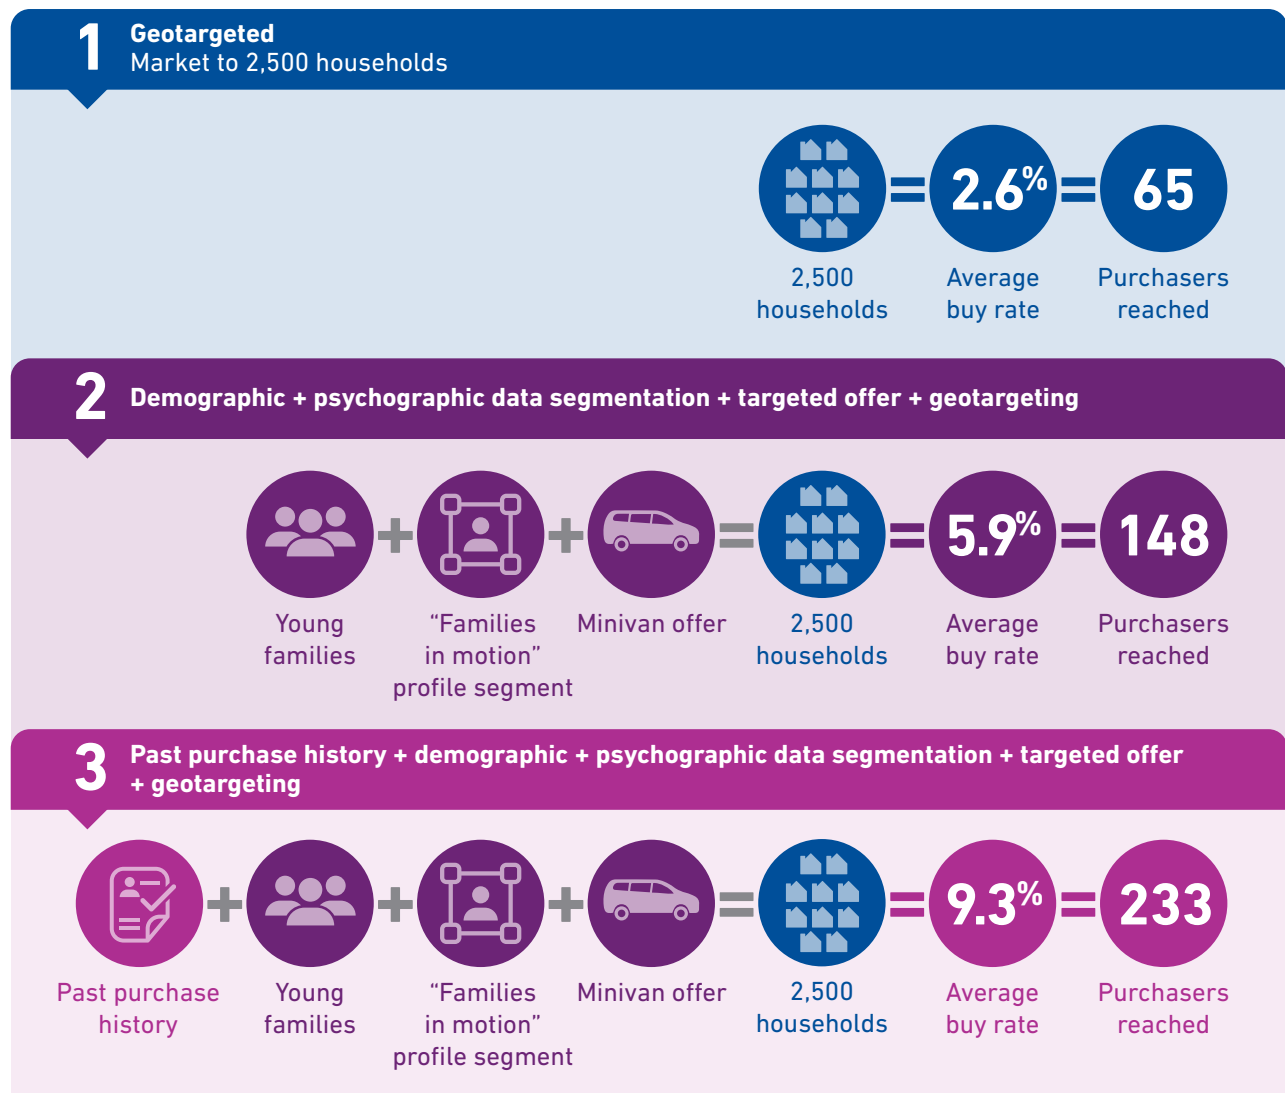 1
Geotargeted
Market to 2,500 households
= 2.6% = 65
2,500 households
Average buy rate
Purchasers reached
2
Demographic + psychographic data segmentation + targeted offer + geotargeting
+ + = = 5.9% = 148
Young families
“Families in motion” profile segment
Minivan offer
2,500 households
Average buy rate
Purchasers reached
3
Past purchase history + demographic + psychographic data segmentation + targeted offer
+ geotargeting
+ + + = = 9.3% = 233
Past purchase history
Young families
“Families in motion” profile segment
Minivan offer
2,500 households
Average buy rate
Purchasers reached